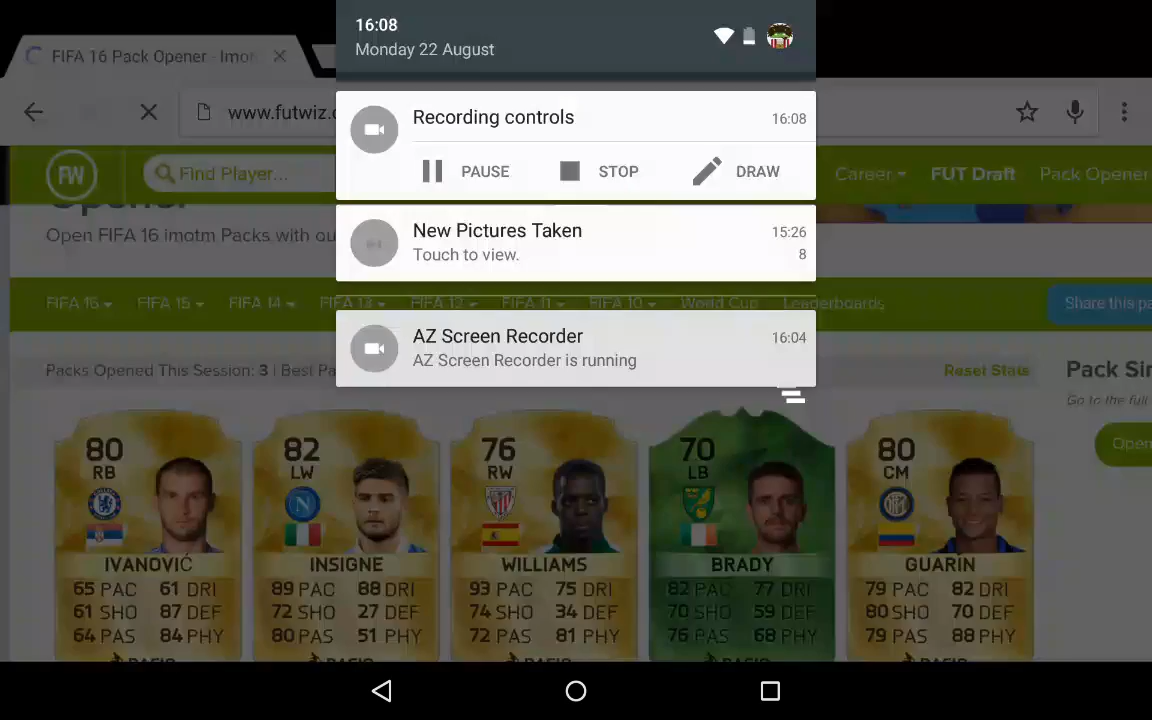 16:08
Monday 22 August
FIFA 16 Pack Opener - Imot
www.futwiz.c
Recording controls 16:08
PAUSE STOP DRAW
FW Find Player... Career FUT Draft Pack Opener
Opener
Open FIFA 16 imotm Packs with ou
New Pictures Taken 15:26
Touch to view. 8
FIFA 16 FIFA 15 FIFA 14 FIFA 13 FIFA 12 FIFA 11 FIFA 10 World Cup Leaderboards Share this pa
AZ Screen Recorder 16:04
AZ Screen Recorder is running
Packs Opened This Session: 3 | Best Pa Reset Stats Pack Sim
Go to the full
Open
80 82 76 70 80
RB LW RW LB CM
IVANOVIĆ INSIGNE WILLIAMS BRADY GUARÍN
65 PAC 61 DRI 89 PAC 88 DRI 93 PAC 75 DRI 82 PAC 77 DRI 79 PAC 82 DRI
61 SHO 87 DEF 72 SHO 27 DEF 74 SHO 34 DEF 70 SHO 59 DEF 80 SHO 70 DEF
64 PAS 84 PHY 80 PAS 51 PHY 72 PAS 81 PHY 76 PAS 68 PHY 79 PAS 88 PHY
BASIC BASIC BASIC BASIC BASIC